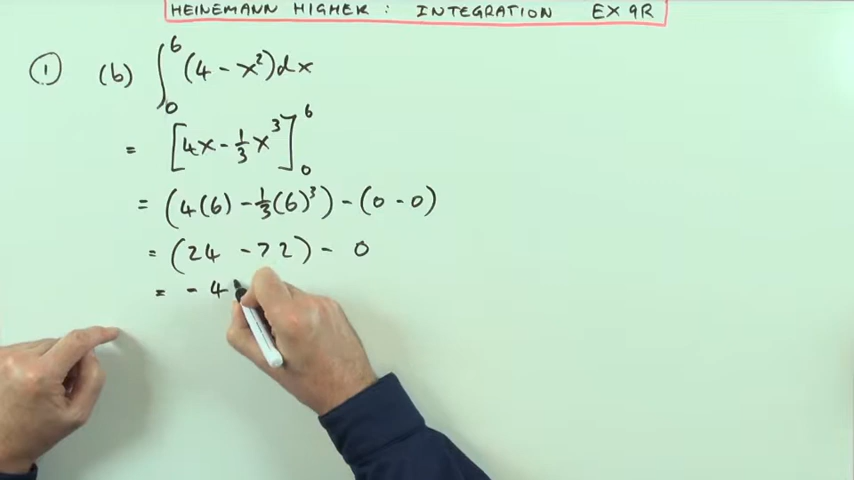 HEINEMANN HIGHER : INTEGRATION EX 9R
① (b) ∫₀⁶ (4 - x²)dx
= [4x - ⅓x³]₀⁶
= (4(6) - ⅓(6)³) - (0 - 0)
= (24 - 72) - 0
= - 4